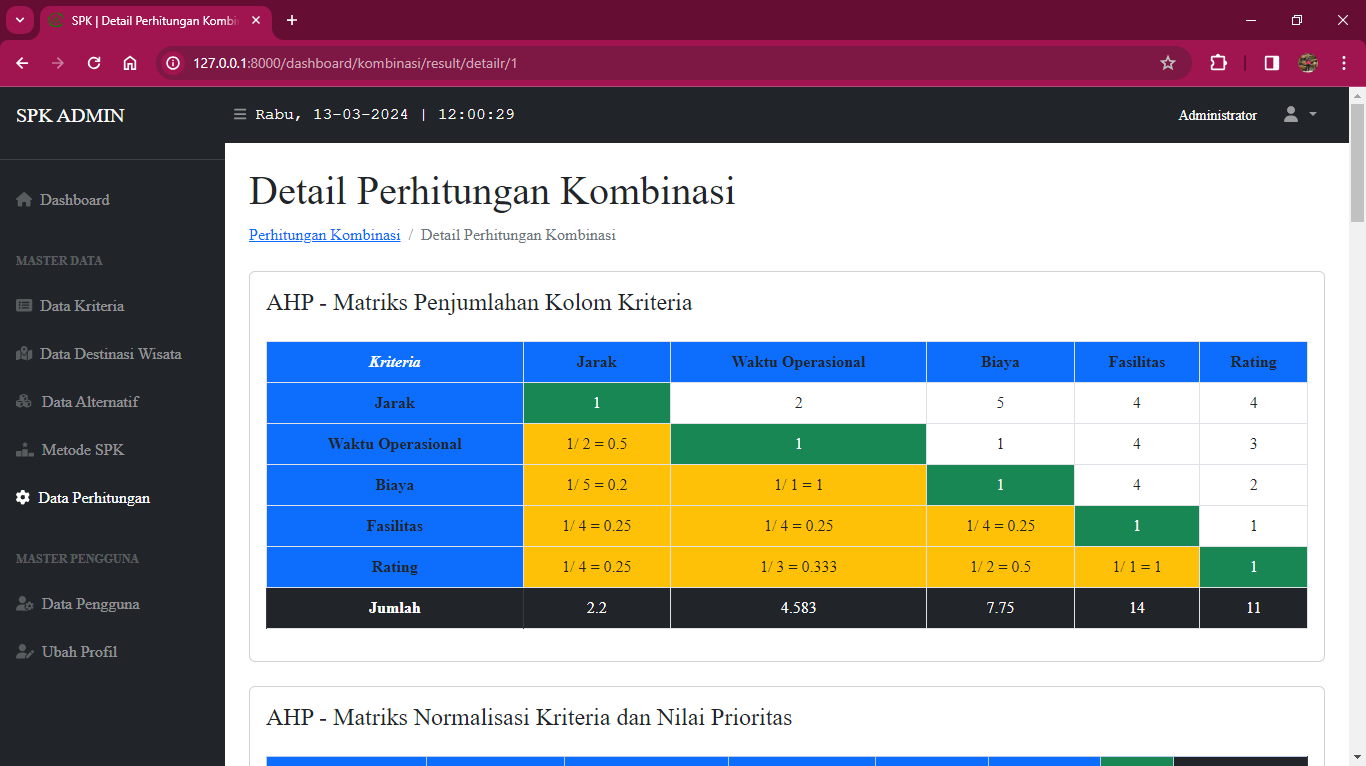 SPK | Detail Perhitungan Kombi
127.0.0.1:8000/dashboard/kombinasi/result/detailr/1
SPK ADMIN
Rabu, 13-03-2024 | 12:00:29
Administrator
Dashboard
MASTER DATA
Data Kriteria
Data Destinasi Wisata
Data Alternatif
Metode SPK
Data Perhitungan
MASTER PENGGUNA
Data Pengguna
Ubah Profil
Detail Perhitungan Kombinasi
Perhitungan Kombinasi / Detail Perhitungan Kombinasi
AHP - Matriks Penjumlahan Kolom Kriteria
Kriteria Jarak Waktu Operasional Biaya Fasilitas Rating
Jarak 1 2 5 4 4
Waktu Operasional 1/ 2 = 0.5 1 1 4 3
Biaya 1/ 5 = 0.2 1/ 1 = 1 1 4 2
Fasilitas 1/ 4 = 0.25 1/ 4 = 0.25 1/ 4 = 0.25 1 1
Rating 1/ 4 = 0.25 1/ 3 = 0.333 1/ 2 = 0.5 1/ 1 = 1 1
Jumlah 2.2 4.583 7.75 14 11
AHP - Matriks Normalisasi Kriteria dan Nilai Prioritas